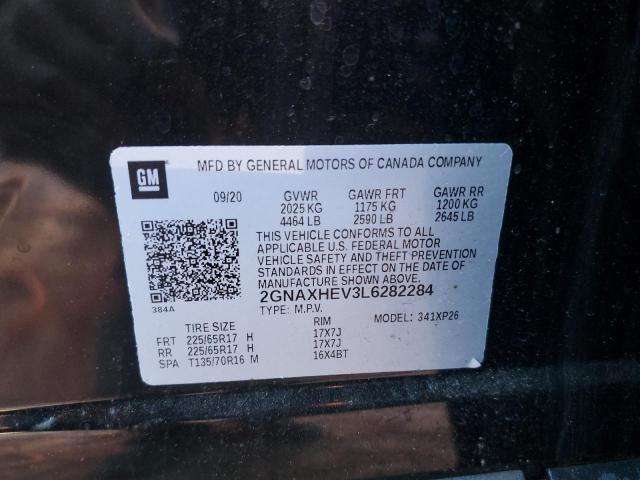 GM
MFD BY GENERAL MOTORS OF CANADA COMPANY
09/20 GVWR GAWR FRT GAWR RR
2025 KG 1175 KG 1200 KG
4464 LB 2590 LB 2645 LB
THIS VEHICLE CONFORMS TO ALL
APPLICABLE U.S. FEDERAL MOTOR
VEHICLE SAFETY AND THEFT PREVENTION
STANDARDS IN EFFECT ON THE DATE OF
MANUFACTURE SHOWN ABOVE.
384A
2GNAXHEV3L6282284
TYPE: M.P.V. MODEL: 341XP26
TIRE SIZE RIM
FRT 225/65R17 H 17X7J
RR 225/65R17 H 17X7J
SPA T135/70R16 M 16X4BT